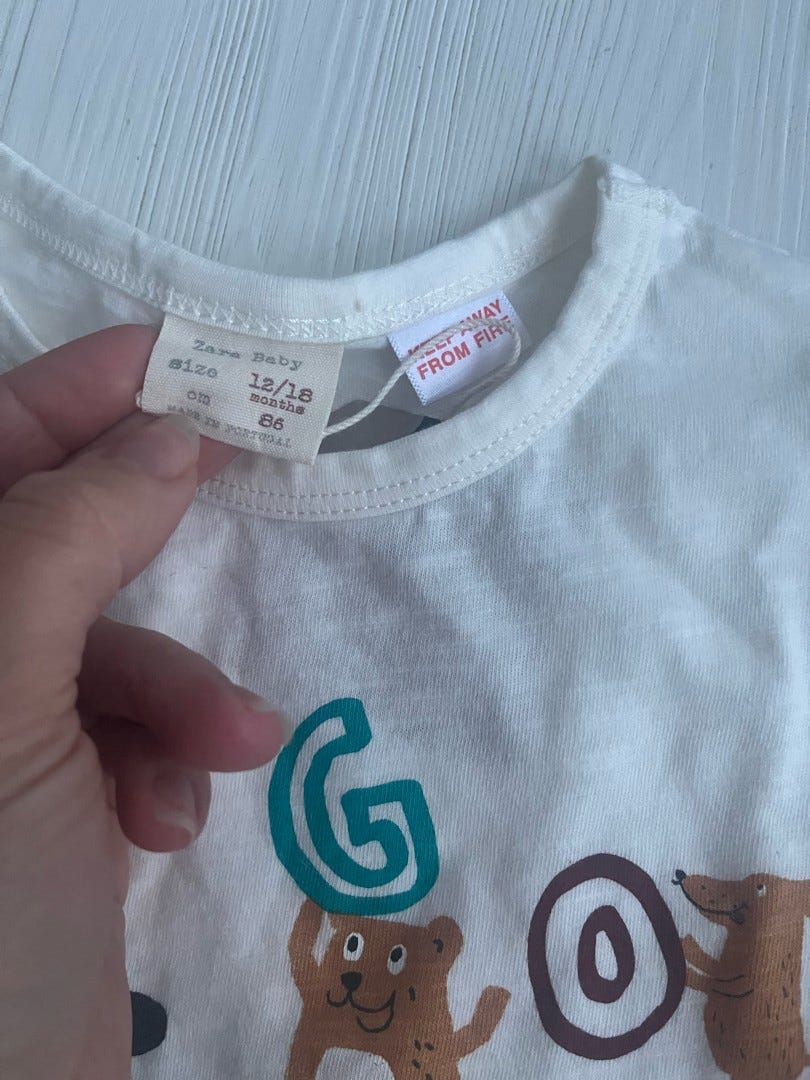 Zara Baby
size 12/18
months
cm 86
MADE IN PORTUGAL
KEEP AWAY
FROM FIRE
G
O